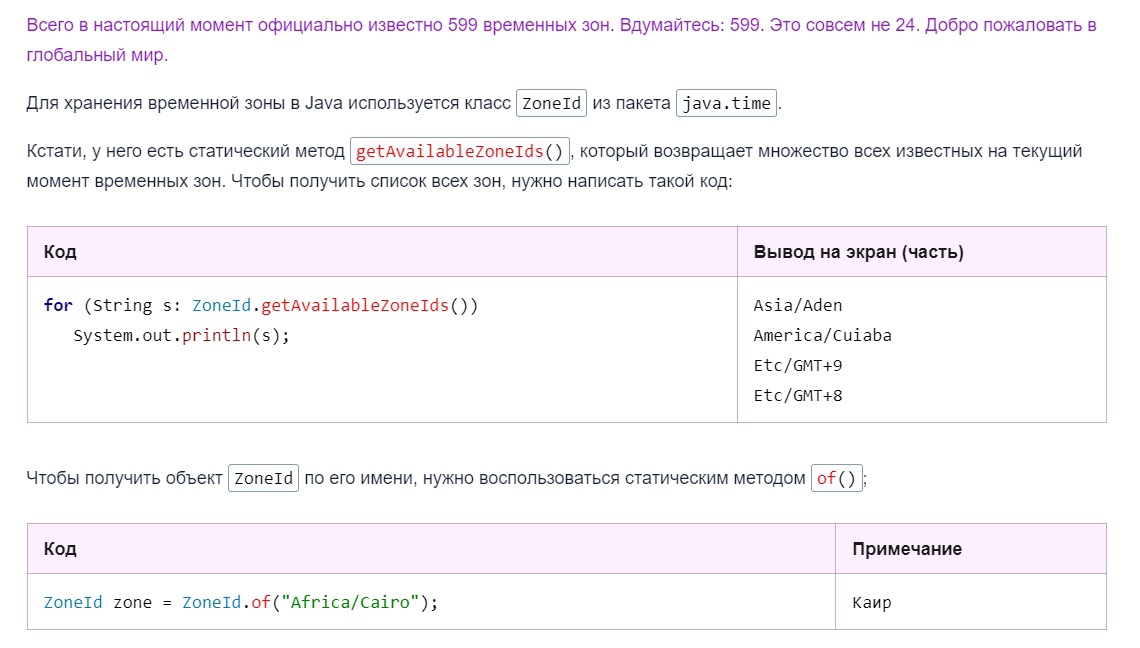 Всего в настоящий момент официально известно 599 временных зон. Вдумайтесь: 599. Это совсем не 24. Добро пожаловать в
глобальный мир.
Для хранения временной зоны в Java используется класс ZoneId из пакета java.time.
Кстати, у него есть статический метод getAvailableZoneIds(), который возвращает множество всех известных на текущий
момент временных зон. Чтобы получить список всех зон, нужно написать такой код:
Код
Вывод на экран (часть)
for (String s: ZoneId.getAvailableZoneIds())
   System.out.println(s);
Asia/Aden
America/Cuiaba
Etc/GMT+9
Etc/GMT+8
Чтобы получить объект ZoneId по его имени, нужно воспользоваться статическим методом of();
Код
Примечание
ZoneId zone = ZoneId.of("Africa/Cairo");
Каир